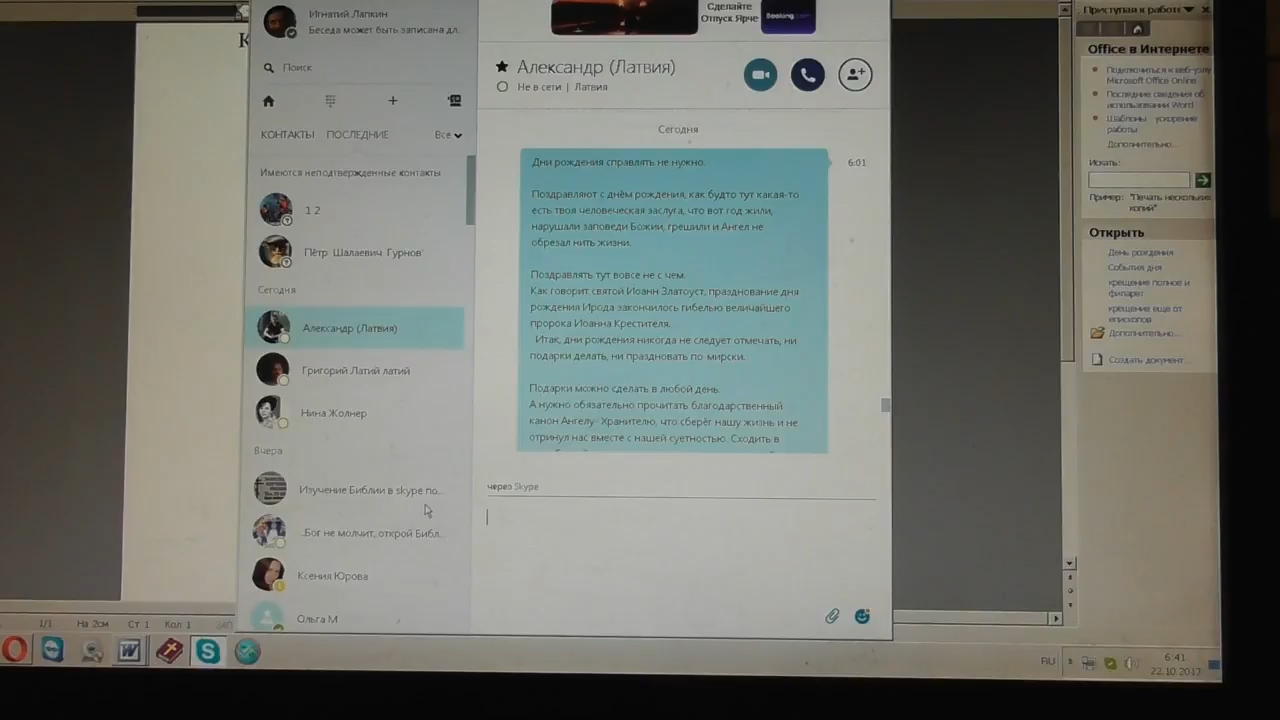 Игнатий Лапкин
Беседа может быть записана дл...
Поиск
КОНТАКТЫ ПОСЛЕДНИЕ Все
Имеются неподтвержденные контакты
1 2
Пётр Шалаевич Гурнов
Сегодня
Александр (Латвия)
Григорий Латий латий
Нина Жолнер
Вчера
Изучение Библии в skype по...
..Бог не молчит, открой Библ...
Ксения Юрова
Ольга М
Сделайте
Отпуск Ярче
Booking.com
Александр (Латвия)
Не в сети | Латвия
Сегодня
Дни рождения справлять не нужно.
6:01
Поздравляют с днём рождения, как будто тут какая-то
есть твоя человеческая заслуга, что вот год жили,
нарушали заповеди Божии, грешили и Ангел не
обрезал нить жизни.
Поздравлять тут вовсе не с чем.
Как говорит святой Иоанн Златоуст, празднование дня
рождения Ирода закончилось гибелью величайшего
пророка Иоанна Крестителя.
Итак, дни рождения никогда не следует отмечать, ни
подарки делать, ни праздновать по-мирски.
Подарки можно сделать в любой день.
А нужно обязательно прочитать благодарственный
канон Ангелу- Хранителю, что сберёг нашу жизнь и не
отринул нас вместе с нашей суетностью. Сходить в
через Skype
Приступая к работе
Office в Интернете
Подключиться к веб-узлу
Microsoft Office Online
Последние сведения об
использовании Word
Шаблоны ускорение
работы
Дополнительно...
Искать:
Пример: "Печать нескольких
копий"
Открыть
День рождения
События дня
крещение полное и
филарет
крещение еще от
епископов
Дополнительно...
Создать документ...
1/1 На 2см Ст 1 Кол 1
RU
6:41
22.10.2017